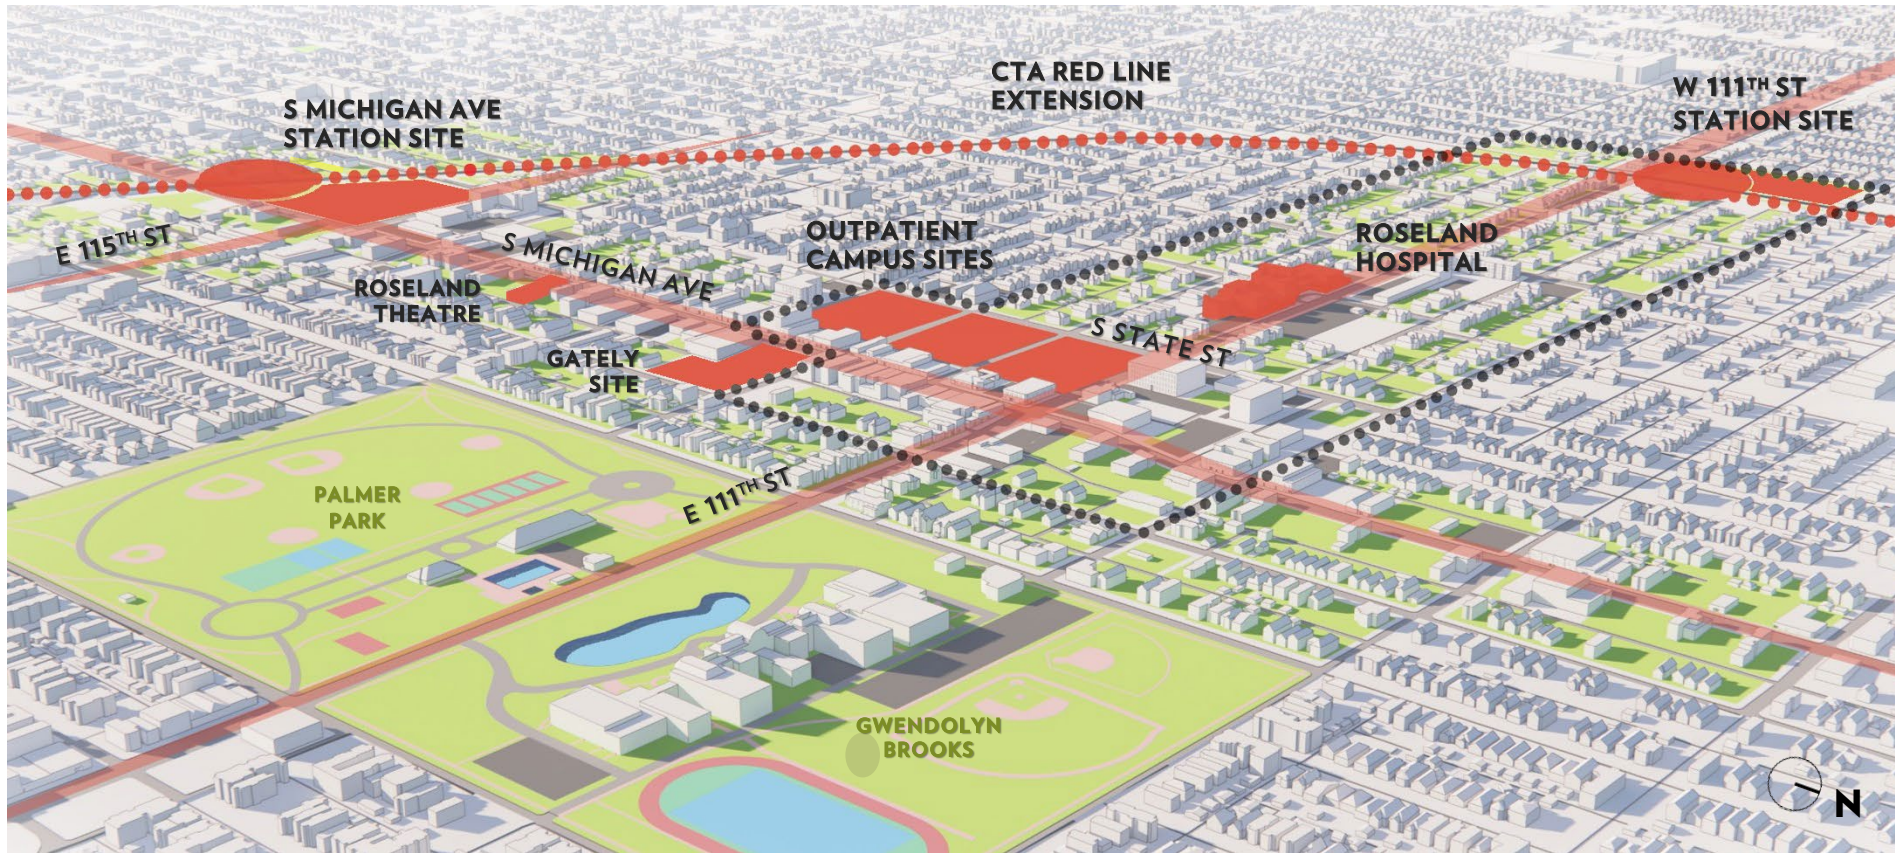 CTA RED LINE
EXTENSION
W 111TH ST
STATION SITE
S MICHIGAN AVE
STATION SITE
E 115TH ST
S MICHIGAN AVE
OUTPATIENT
CAMPUS SITES
ROSELAND
HOSPITAL
ROSELAND
THEATRE
S STATE ST
GATELY
SITE
PALMER
PARK
E 111TH ST
GWENDOLYN
BROOKS
N